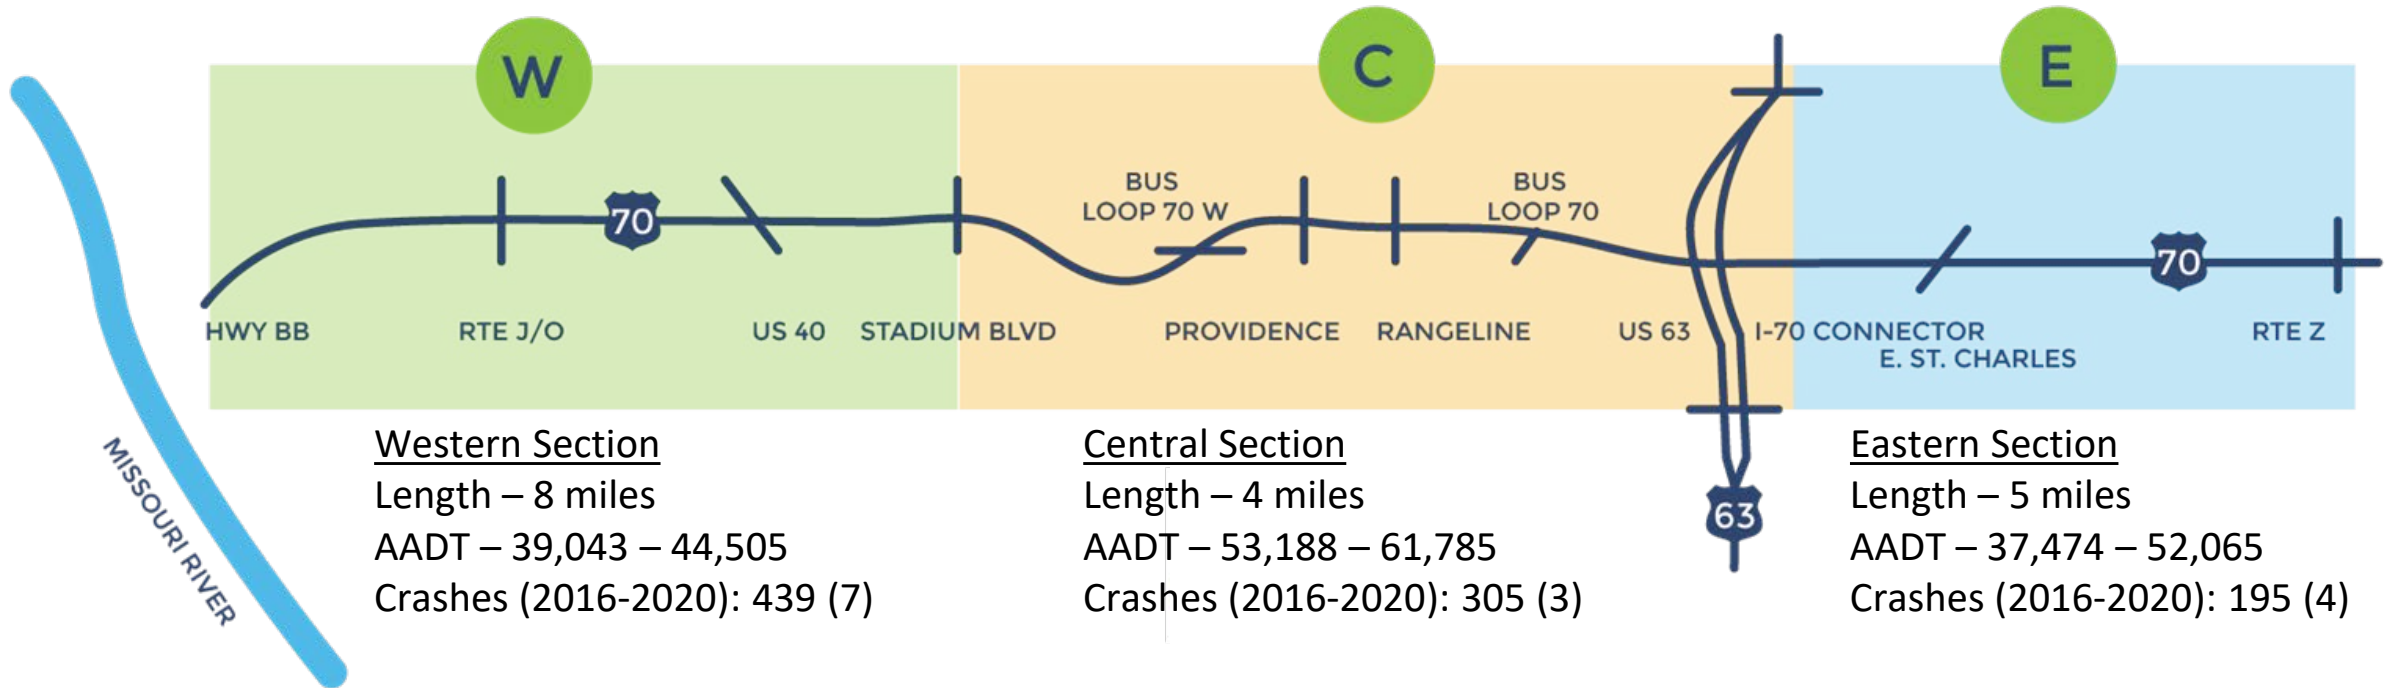 W
C
E
BUS
LOOP 70 W
BUS
LOOP 70
70
70
HWY BB
RTE J/O
US 40
STADIUM BLVD
PROVIDENCE
RANGELINE
US 63
I-70 CONNECTOR
E. ST. CHARLES
RTE Z
MISSOURI RIVER
Western Section
Length – 8 miles
AADT – 39,043 – 44,505
Crashes (2016-2020): 439 (7)
Central Section
Length – 4 miles
AADT – 53,188 – 61,785
Crashes (2016-2020): 305 (3)
63
Eastern Section
Length – 5 miles
AADT – 37,474 – 52,065
Crashes (2016-2020): 195 (4)